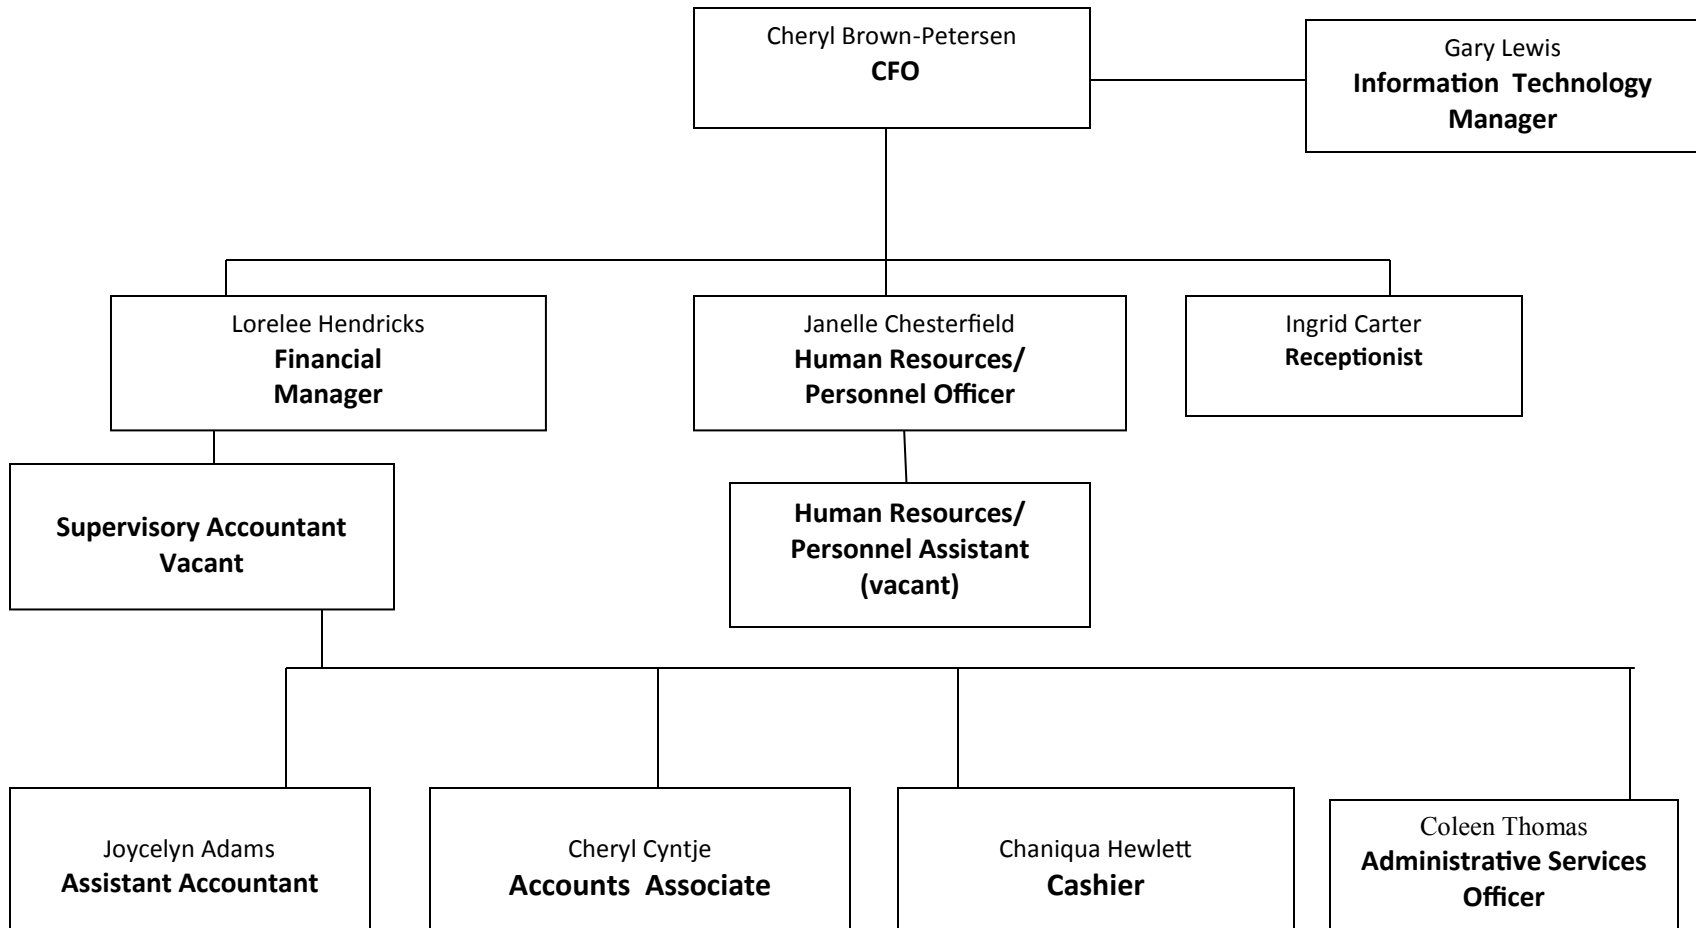 Cheryl Brown-Petersen
CFO
Gary Lewis
Information Technology
Manager
Lorelee Hendricks
Financial
Manager
Janelle Chesterfield
Human Resources/
Personnel Officer
Ingrid Carter
Receptionist
Supervisory Accountant
Vacant
Human Resources/
Personnel Assistant
(vacant)
Joycelyn Adams
Assistant Accountant
Cheryl Cyntje
Accounts Associate
Chaniqua Hewlett
Cashier
Coleen Thomas
Administrative Services
Officer